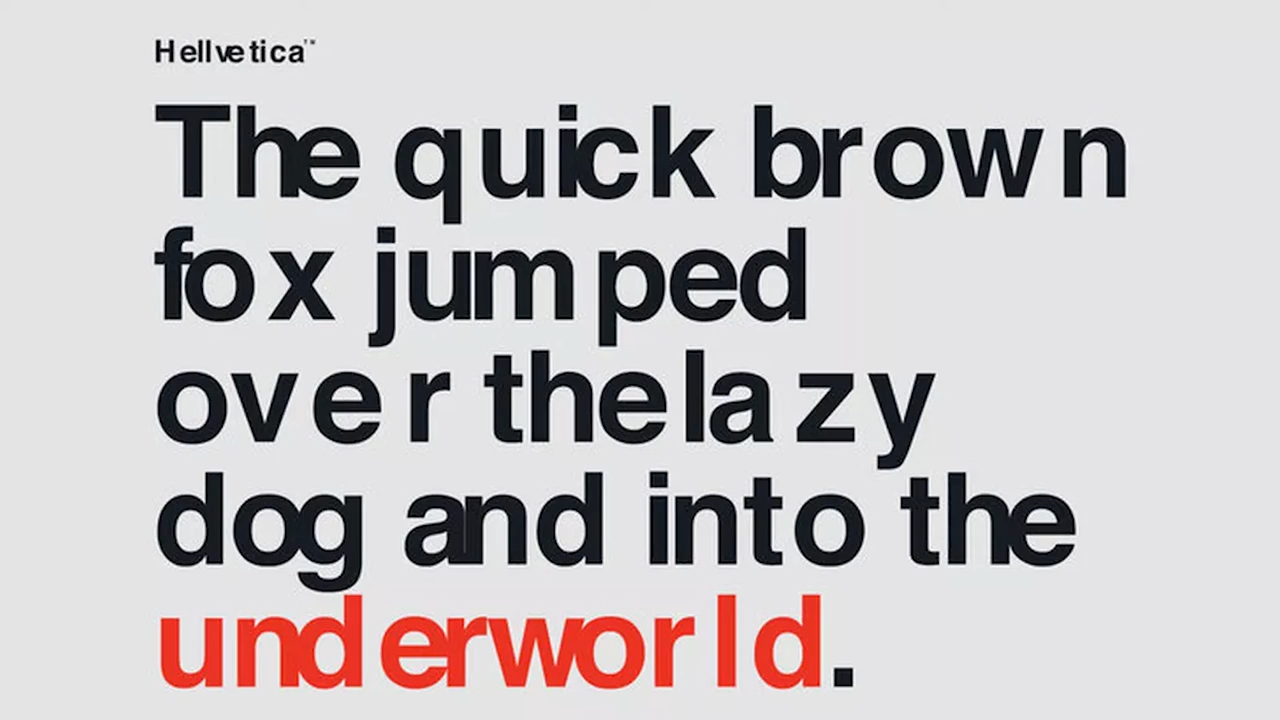 Hellvetica™
The quick brown
fox jumped
over the lazy
dog and into the
underworld.